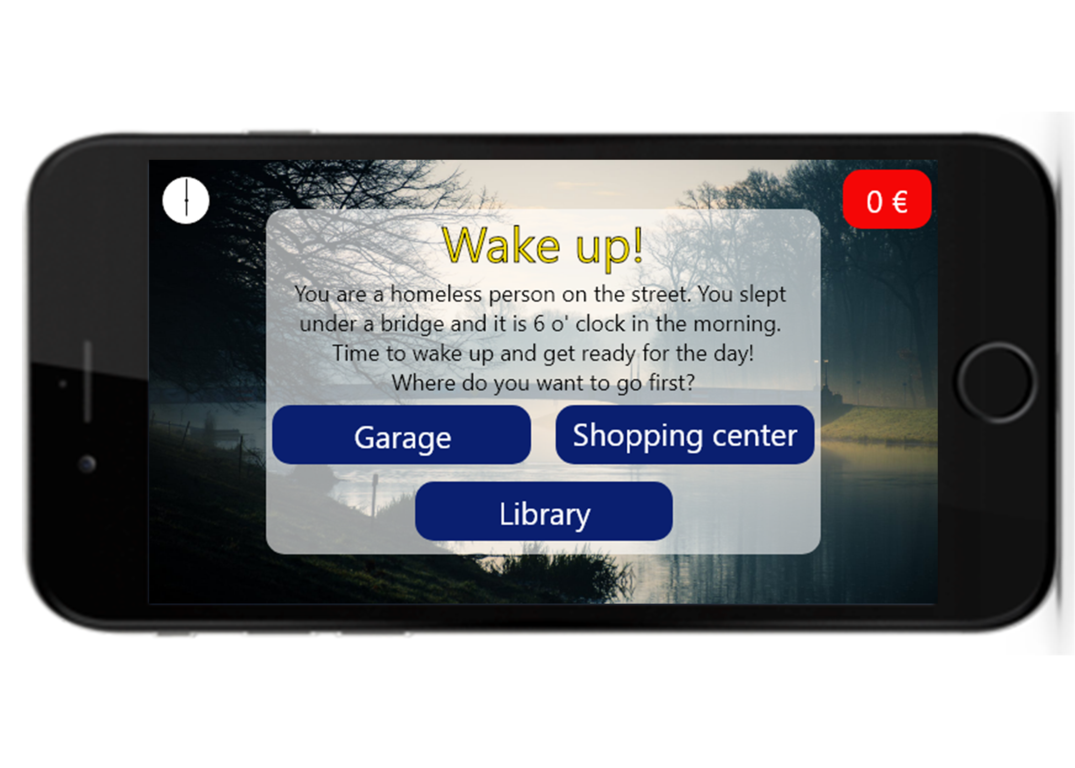 0 €
Wake up!
You are a homeless person on the street. You slept
under a bridge and it is 6 o' clock in the morning.
Time to wake up and get ready for the day!
Where do you want to go first?
Garage
Shopping center
Library